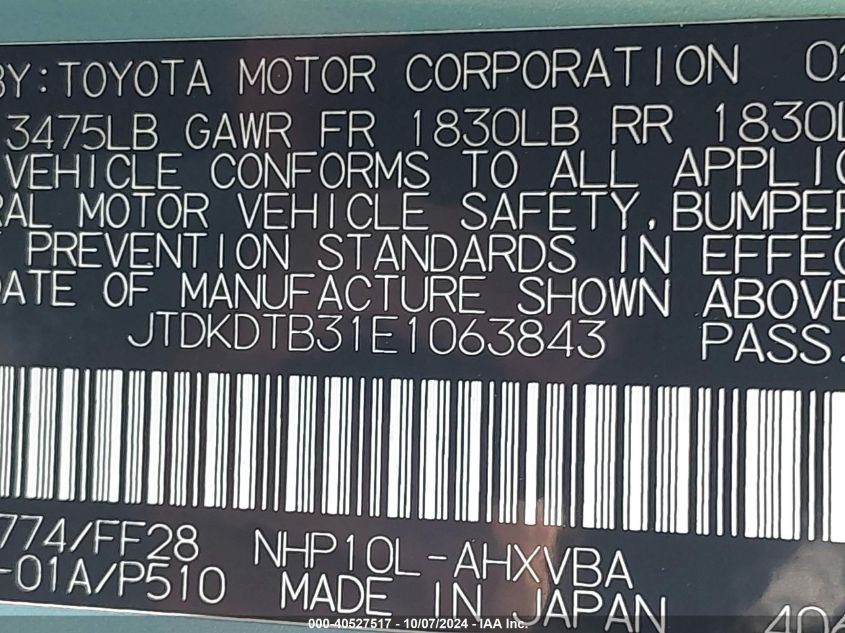 BY:TOYOTA MOTOR CORPORATION 02
3475LB GAWR FR 1830LB RR 1830L
VEHICLE CONFORMS TO ALL APPLIC
RAL MOTOR VEHICLE SAFETY, BUMPER
T PREVENTION STANDARDS IN EFFEC
DATE OF MANUFACTURE SHOWN ABOVE
JTDKDTB31E1063843 PASS.
774/FF28 NHP10L-AHXVBA
-01A/P510 MADE IN JAPAN 40A
000-40527517 - 10/07/2024 - IAA Inc.